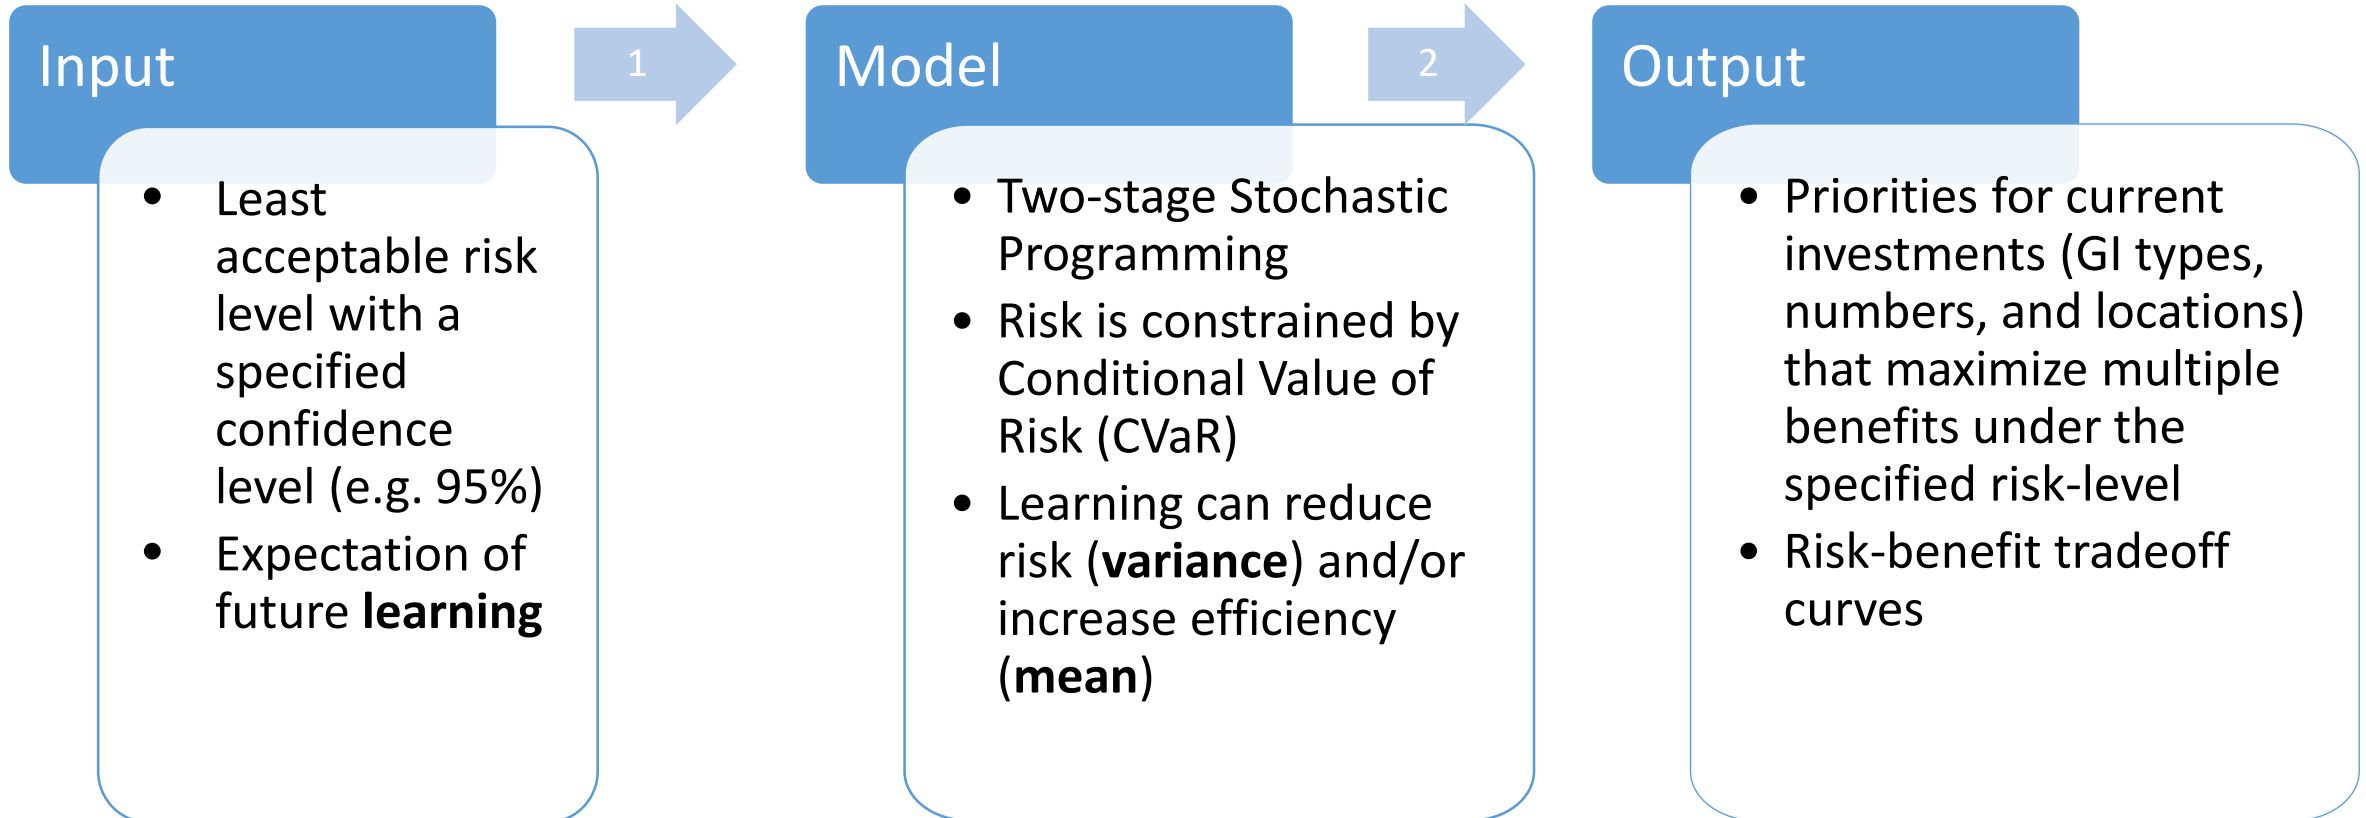 Input
1
Model
2
Output
• Least
acceptable risk
level with a
specified
confidence
level (e.g. 95%)
• Expectation of
future learning
• Two-stage Stochastic
Programming
• Risk is constrained by
Conditional Value of
Risk (CVaR)
• Learning can reduce
risk (variance) and/or
increase efficiency
(mean)
• Priorities for current
investments (GI types,
numbers, and locations)
that maximize multiple
benefits under the
specified risk-level
• Risk-benefit tradeoff
curves